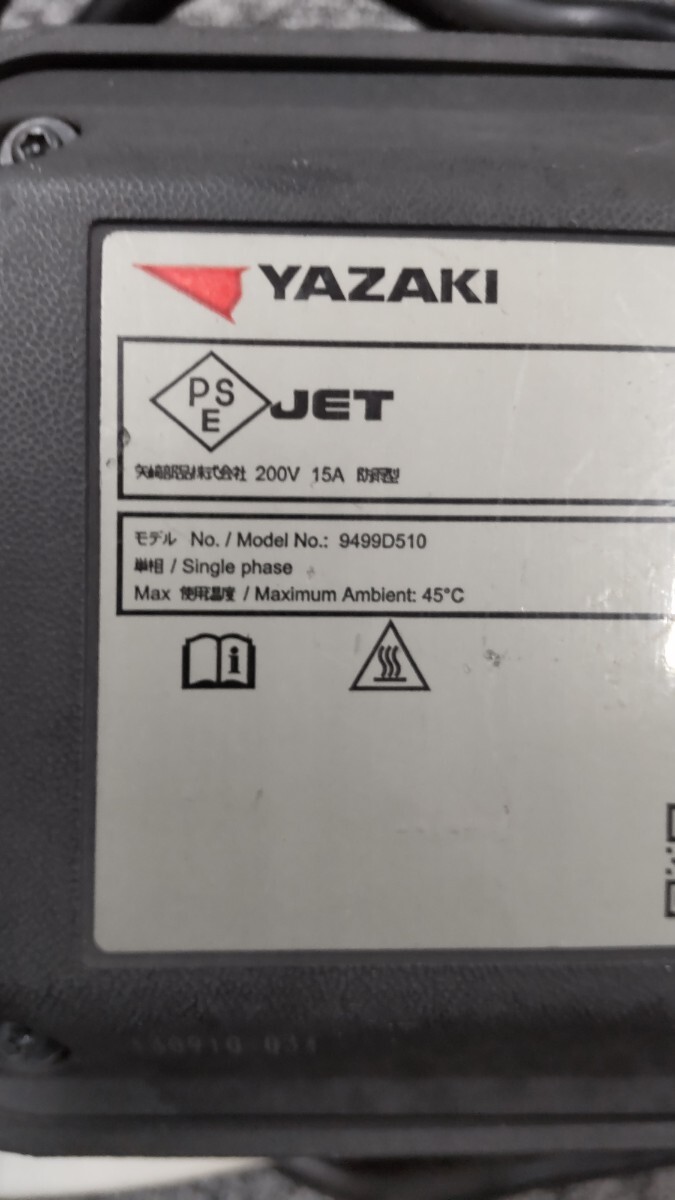 YAZAKI
PS
E
JET
矢崎部品株式会社 200V 15A 防雨型
モデル No. / Model No.: 9499D510
単相 / Single phase
Max 使用温度 / Maximum Ambient: 45°C
i